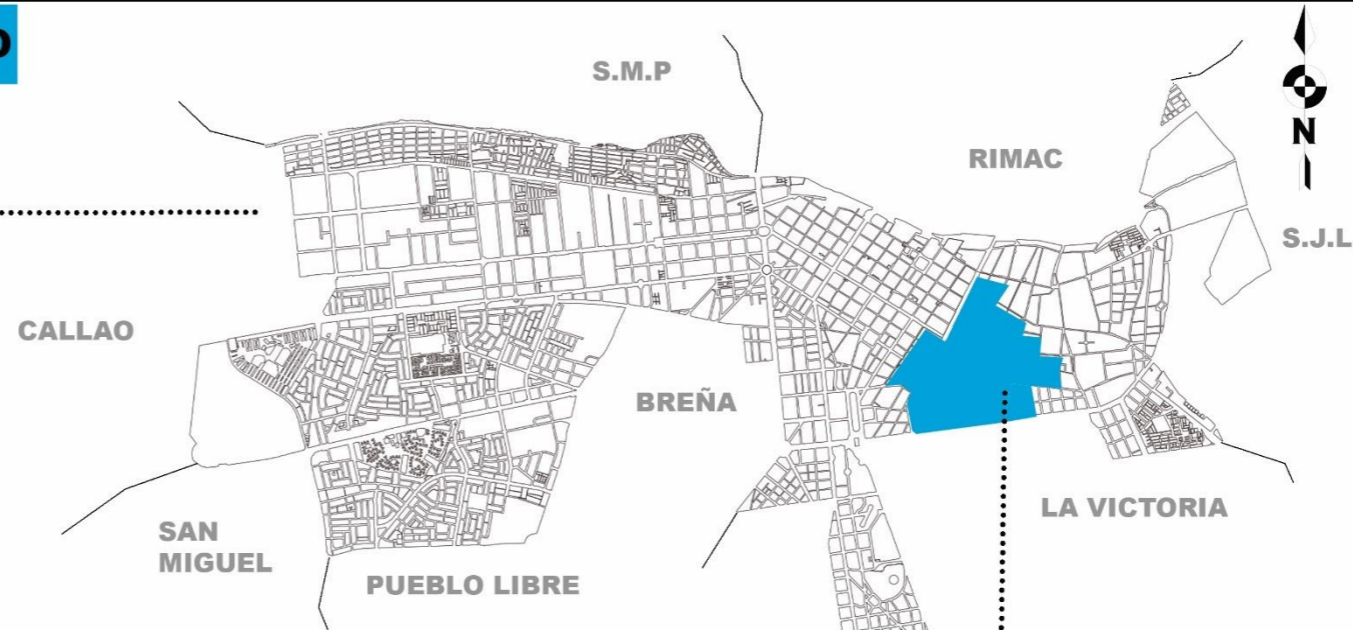 O
S.M.P
N
RIMAC
S.J.L
CALLAO
BREÑA
SAN
MIGUEL
PUEBLO LIBRE
LA VICTORIA